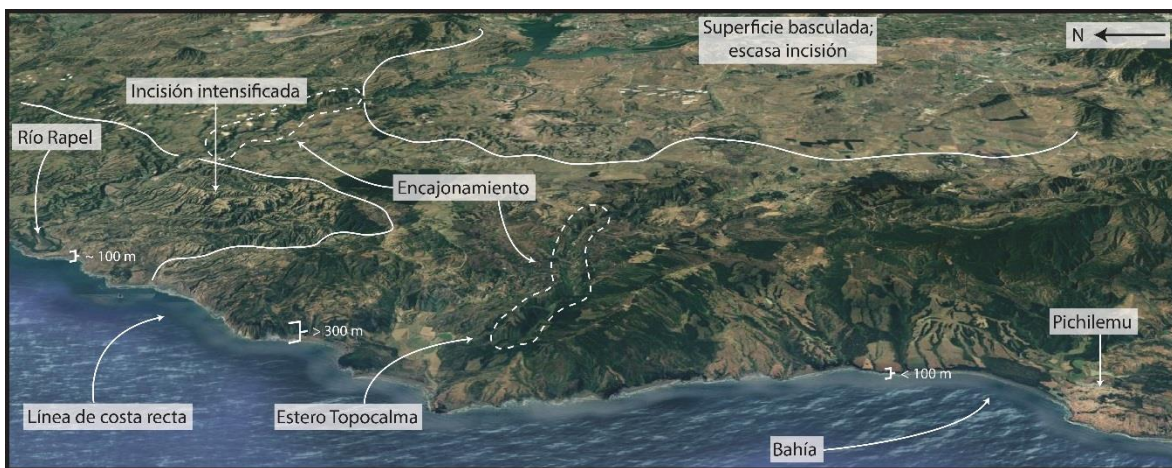 Superficie basculada;
escasa incisión
N
Incisión intensificada
Río Rapel
Encajonamiento
~ 100 m
> 300 m
Pichilemu
< 100 m
Línea de costa recta
Estero Topocalma
Bahía